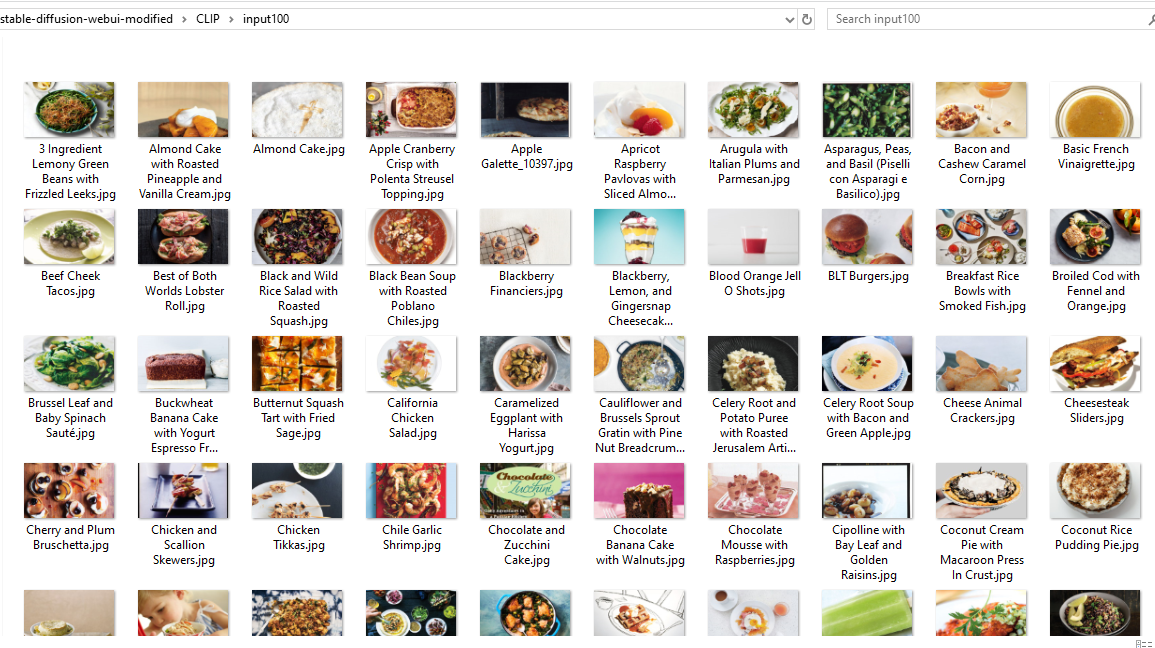 stable-diffusion-webui-modified > CLIP > input100
Search input100
3 Ingredient
Lemony Green
Beans with
Frizzled Leeks.jpg
Almond Cake
with Roasted
Pineapple and
Vanilla Cream.jpg
Almond Cake.jpg
Apple Cranberry
Crisp with
Polenta Streusel
Topping.jpg
Apple
Galette_10397.jpg
Apricot
Raspberry
Pavlovas with
Sliced Almo...
Arugula with
Italian Plums and
Parmesan.jpg
Asparagus, Peas,
and Basil (Piselli
con Asparagi e
Basilico).jpg
Bacon and
Cashew Caramel
Corn.jpg
Basic French
Vinaigrette.jpg
Beef Cheek
Tacos.jpg
Best of Both
Worlds Lobster
Roll.jpg
Black and Wild
Rice Salad with
Roasted
Squash.jpg
Black Bean Soup
with Roasted
Poblano
Chiles.jpg
Blackberry
Financiers.jpg
Blackberry,
Lemon, and
Gingersnap
Cheesecak...
Blood Orange Jell
O Shots.jpg
BLT Burgers.jpg
Breakfast Rice
Bowls with
Smoked Fish.jpg
Broiled Cod with
Fennel and
Orange.jpg
Brussel Leaf and
Baby Spinach
Sauté.jpg
Buckwheat
Banana Cake
with Yogurt
Espresso Fr...
Butternut Squash
Tart with Fried
Sage.jpg
California
Chicken
Salad.jpg
Caramelized
Eggplant with
Harissa
Yogurt.jpg
Cauliflower and
Brussels Sprout
Gratin with Pine
Nut Breadcrum...
Celery Root and
Potato Puree
with Roasted
Jerusalem Arti...
Celery Root Soup
with Bacon and
Green Apple.jpg
Cheese Animal
Crackers.jpg
Cheesesteak
Sliders.jpg
Chocolate
Zucchini
Cherry and Plum
Bruschetta.jpg
Chicken and
Scallion
Skewers.jpg
Chicken
Tikkas.jpg
Chile Garlic
Shrimp.jpg
Chocolate and
Zucchini
Cake.jpg
Chocolate
Banana Cake
with Walnuts.jpg
Chocolate
Mousse with
Raspberries.jpg
Cipolline with
Bay Leaf and
Golden
Raisins.jpg
Coconut Cream
Pie with
Macaroon Press
In Crust.jpg
Coconut Rice
Pudding Pie.jpg